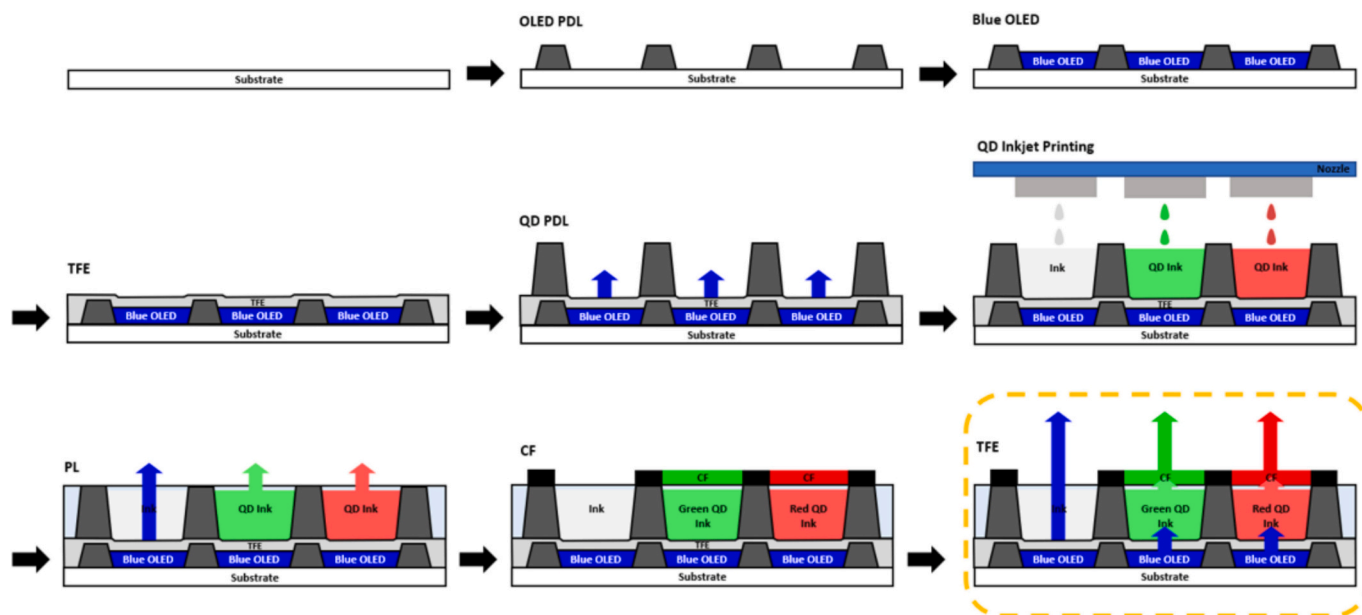 OLED PDL
Blue OLED
Substrate
Substrate
Blue OLED Blue OLED Blue OLED
Substrate
TFE
TFE
Blue OLED Blue OLED Blue OLED
Substrate
QD PDL
TFE
Blue OLED Blue OLED Blue OLED
Substrate
QD Inkjet Printing
Nozzle
Ink QD Ink QD Ink
TFE
Blue OLED Blue OLED Blue OLED
Substrate
PL
Ink QD Ink QD Ink
TFE
Blue OLED Blue OLED Blue OLED
Substrate
CF
CF CF
Ink Green QD Ink Red QD Ink
TFE
Blue OLED Blue OLED Blue OLED
Substrate
TFE
CF CF
Ink Green QD Ink Red QD Ink
Blue OLED Blue OLED Blue OLED
Substrate